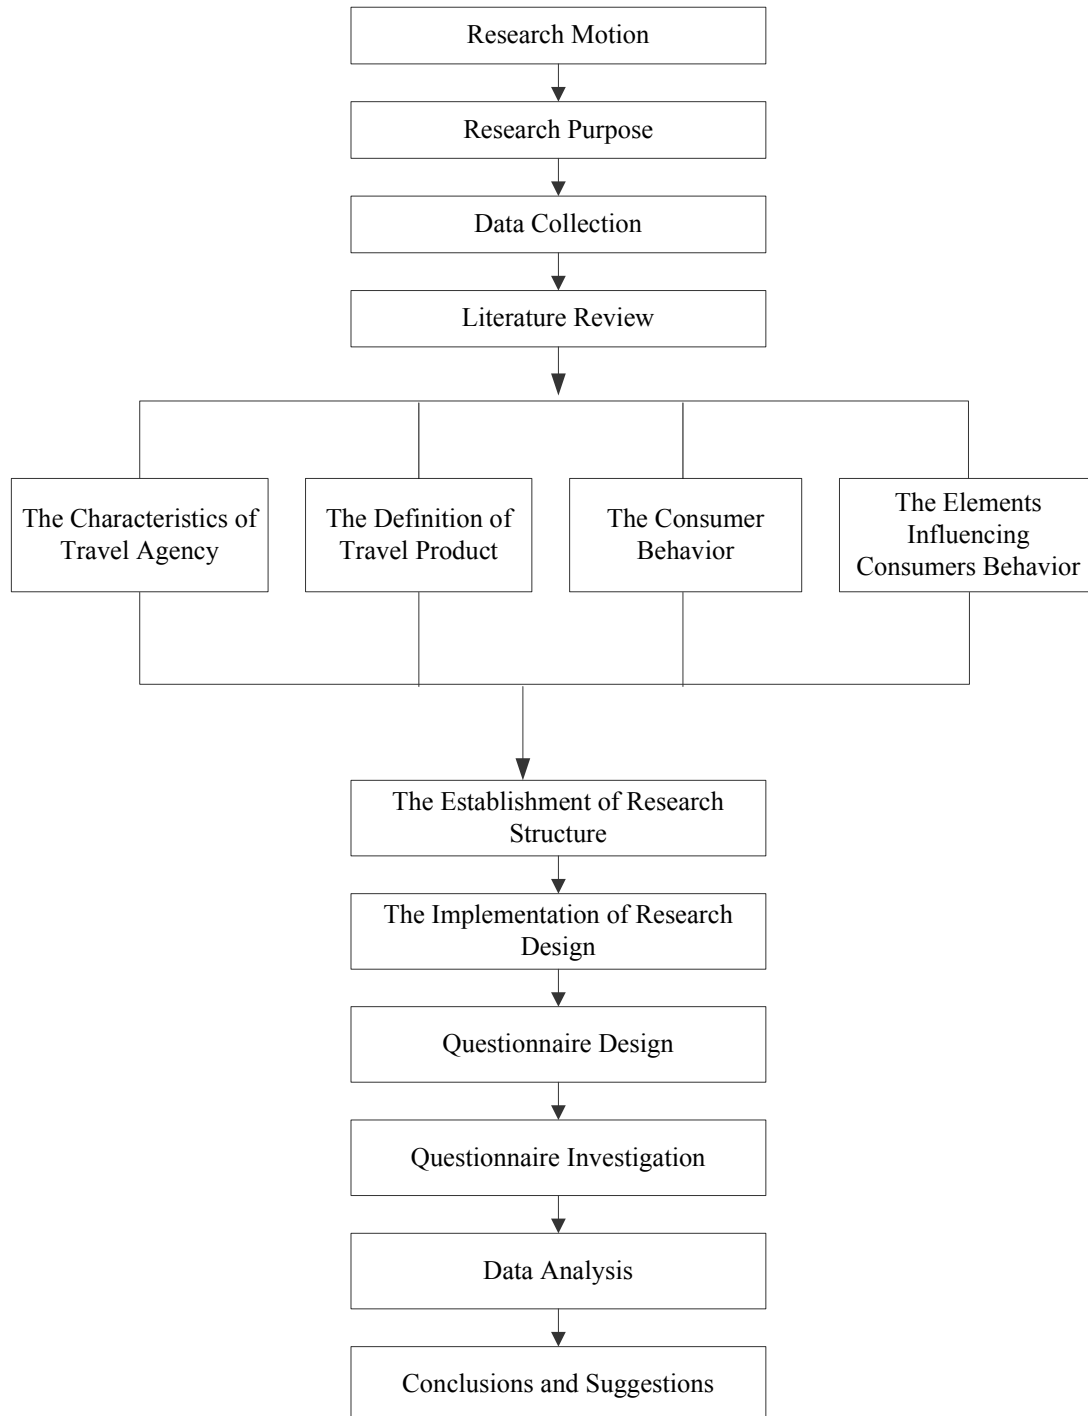 Research Motion
Research Purpose
Data Collection
Literature Review
The Characteristics of
Travel Agency
The Definition of
Travel Product
The Consumer
Behavior
The Elements
Influencing
Consumers Behavior
The Establishment of Research
Structure
The Implementation of Research
Design
Questionnaire Design
Questionnaire Investigation
Data Analysis
Conclusions and Suggestions